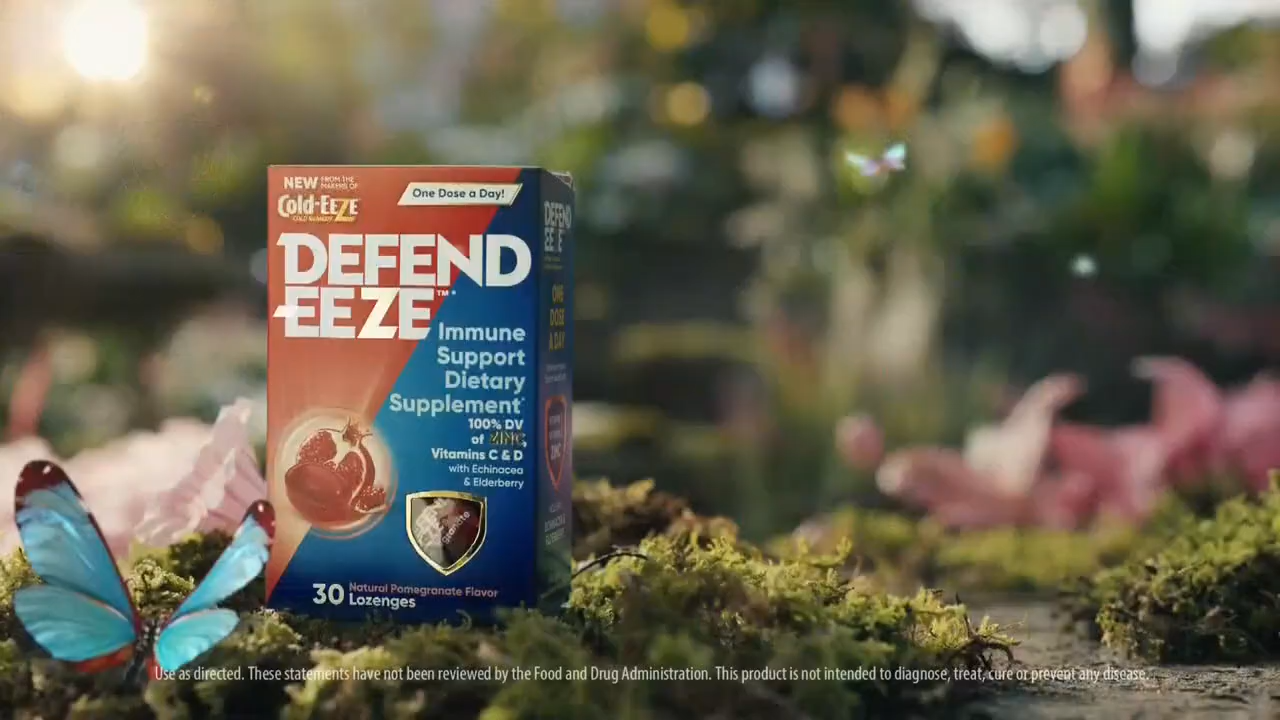 NEW FROM THE MAKERS OF
Cold-EEZE
One Dose a Day!
DEFEND
EEZE™*
Immune
Support
Dietary
Supplement*
100% DV
of ZINC,
Vitamins C & D
with Echinacea
& Elderberry
30 Natural Pomegranate Flavor
Lozenges
DEFEND
EEZE
ONE
DOSE
A DAY
ZINC
Use as directed. These statements have not been reviewed by the Food and Drug Administration. This product is not intended to diagnose, treat, cure or prevent any disease.